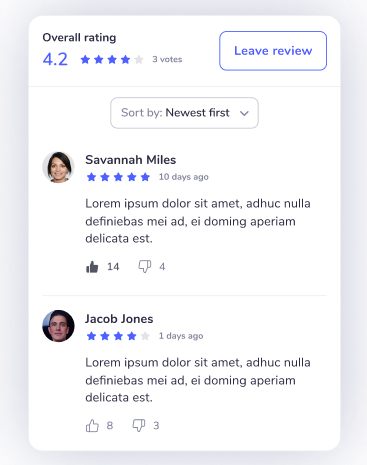 Overall rating
4.2 3 votes
Leave review
Sort by: Newest first
Savannah Miles
10 days ago
Lorem ipsum dolor sit amet, adhuc nulla
definiebas mei ad, ei doming aperiam
delicata est.
14 4
Jacob Jones
1 days ago
Lorem ipsum dolor sit amet, adhuc nulla
definiebas mei ad, ei doming aperiam
delicata est.
8 3